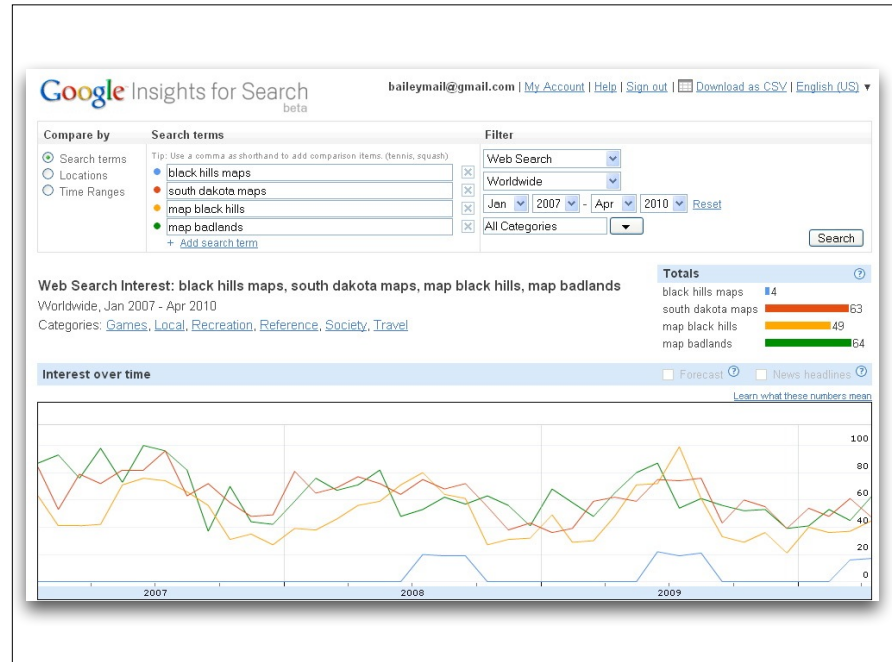 Google Insights for Search
beta
baileymail@gmail.com | My Account | Help | Sign out | Download as CSV | English (US) ▼
Compare by
Search terms
Locations
Time Ranges
Search terms
Tip: Use a comma as shorthand to add comparison items. (tennis, squash)
black hills maps
south dakota maps
map black hills
map badlands
+ Add search term
Filter
Web Search
Worldwide
Jan 2007 - Apr 2010 Reset
All Categories
Search
Web Search Interest: black hills maps, south dakota maps, map black hills, map badlands
Worldwide, Jan 2007 - Apr 2010
Categories: Games, Local, Recreation, Reference, Society, Travel
Totals ?
black hills maps 4
south dakota maps 63
map black hills 49
map badlands 64
Interest over time
Forecast ? News headlines ?
Learn what these numbers mean
100
80
60
40
20
0
2007 2008 2009